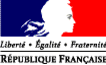 Liberté • Égalité • Fraternité
RÉPUBLIQUE FRANÇAISE